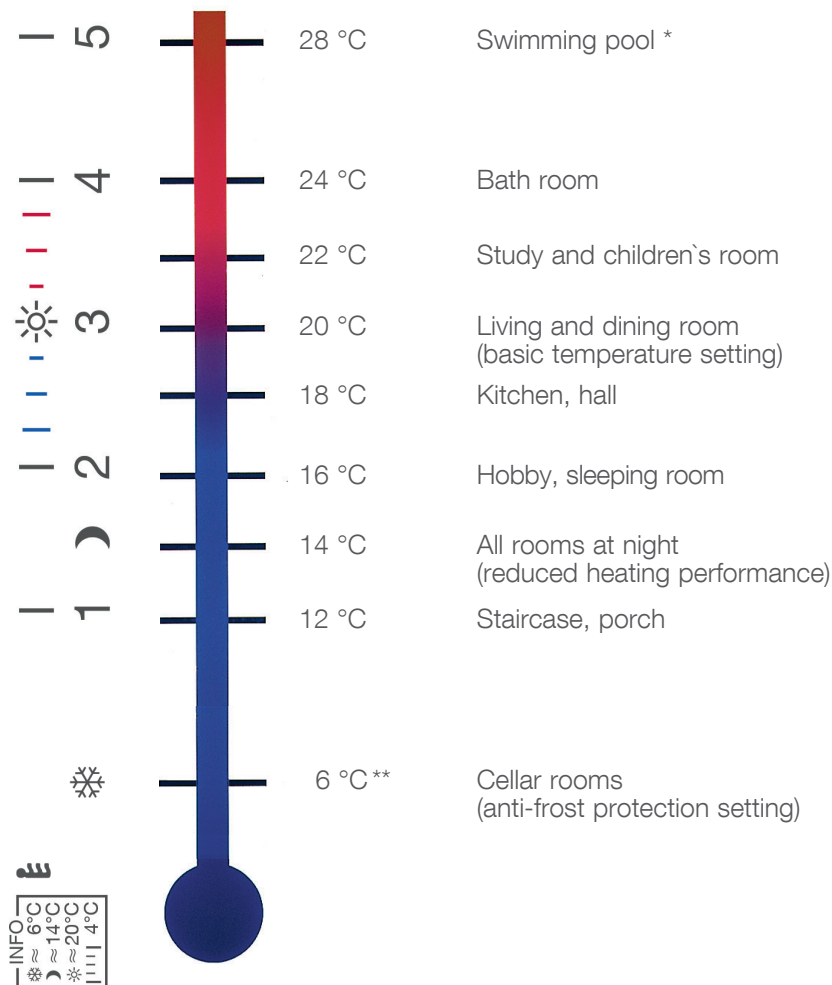 5 28 °C Swimming pool *
4 24 °C Bath room
22 °C Study and children`s room
3 20 °C Living and dining room
(basic temperature setting)
18 °C Kitchen, hall
2 16 °C Hobby, sleeping room
14 °C All rooms at night
(reduced heating performance)
1 12 °C Staircase, porch
6 °C** Cellar rooms
(anti-frost protection setting)
INFO
❄ ≈ 6°C
☽ ≈ 14°C
☼ ≈ 20°C
4°C